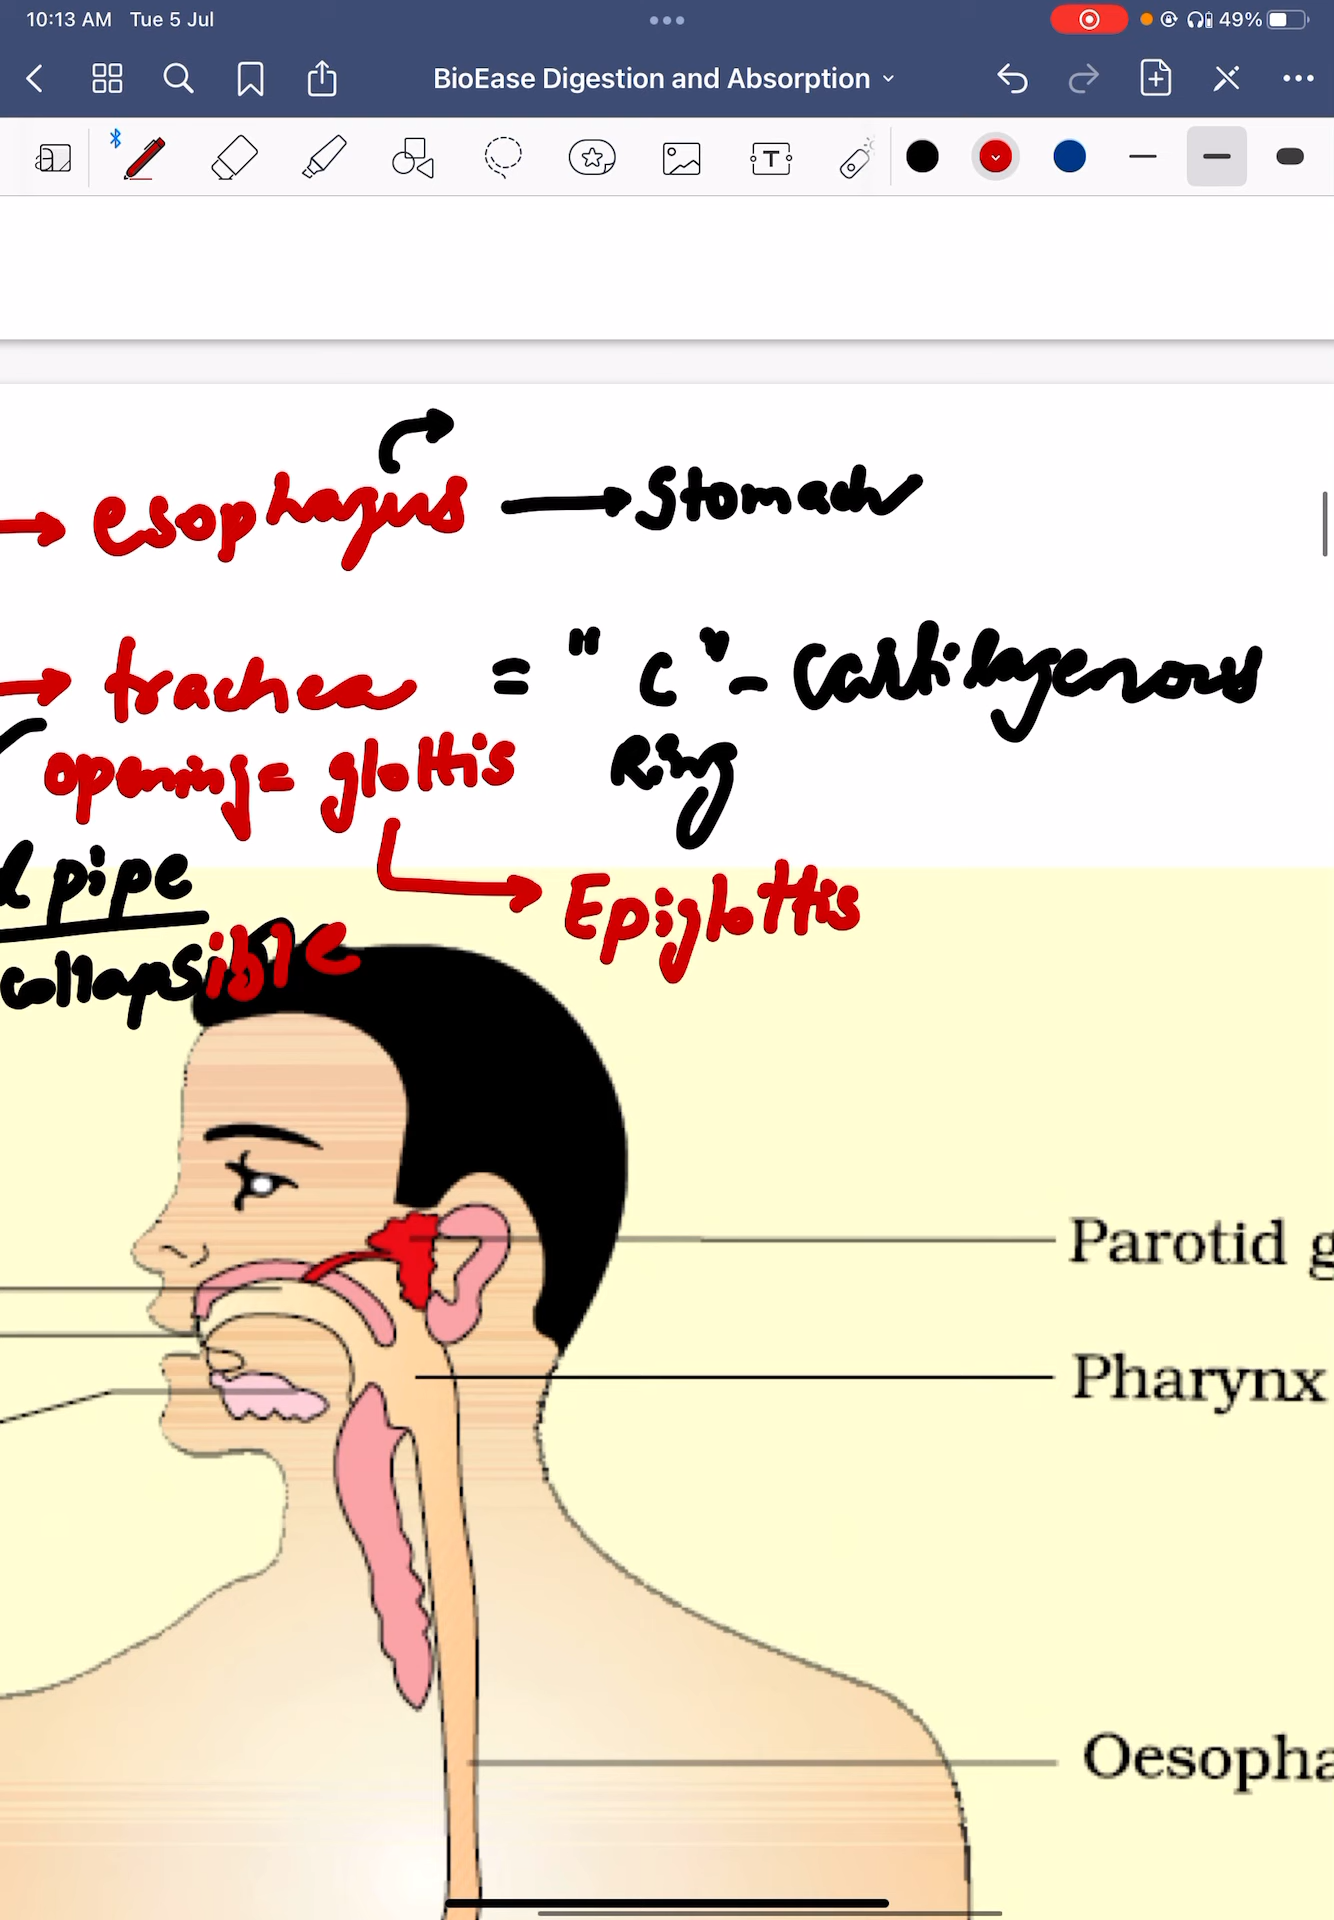 10:13 AM Tue 5 Jul
49%
BioEase Digestion and Absorption
T
→ esophagus → Stomach
→ trachea = "C" - Cartilagenous
opening = glottis Ring
pipe
Epiglottis
collapsible
Parotid g
Pharynx
Oesopha